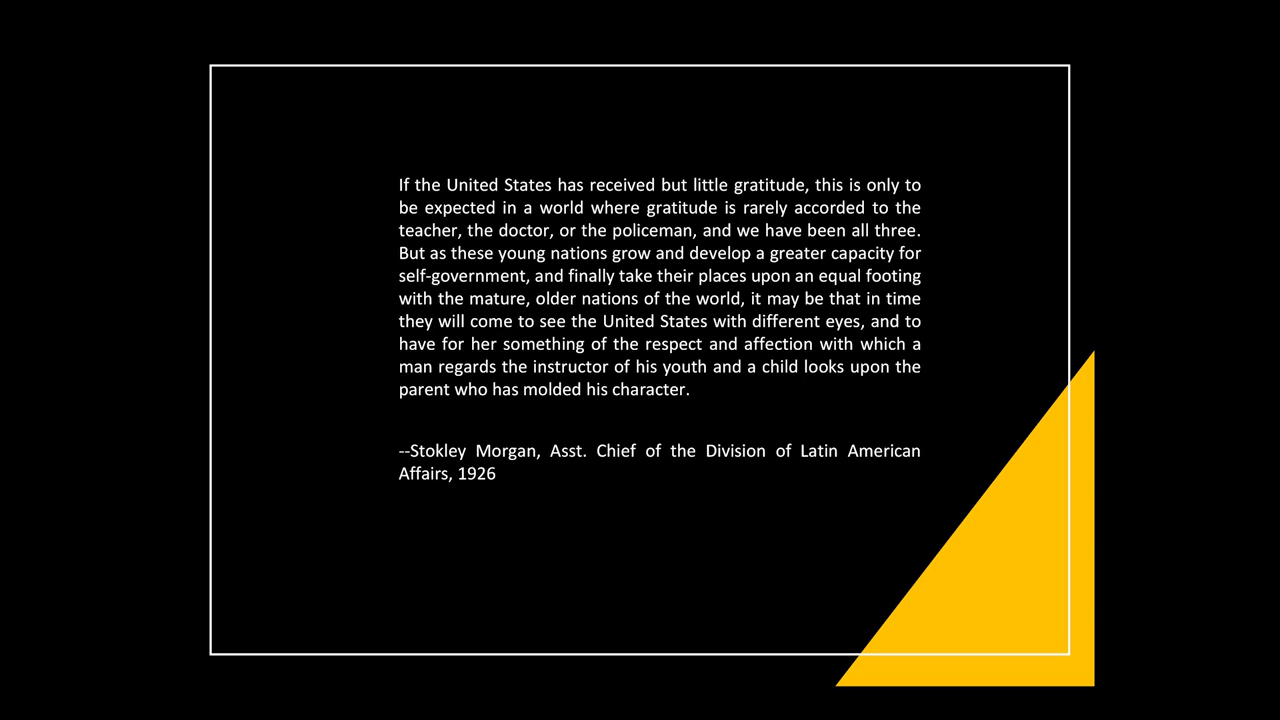 If the United States has received but little gratitude, this is only to
be expected in a world where gratitude is rarely accorded to the
teacher, the doctor, or the policeman, and we have been all three.
But as these young nations grow and develop a greater capacity for
self-government, and finally take their places upon an equal footing
with the mature, older nations of the world, it may be that in time
they will come to see the United States with different eyes, and to
have for her something of the respect and affection with which a
man regards the instructor of his youth and a child looks upon the
parent who has molded his character.
--Stokley Morgan, Asst. Chief of the Division of Latin American
Affairs, 1926